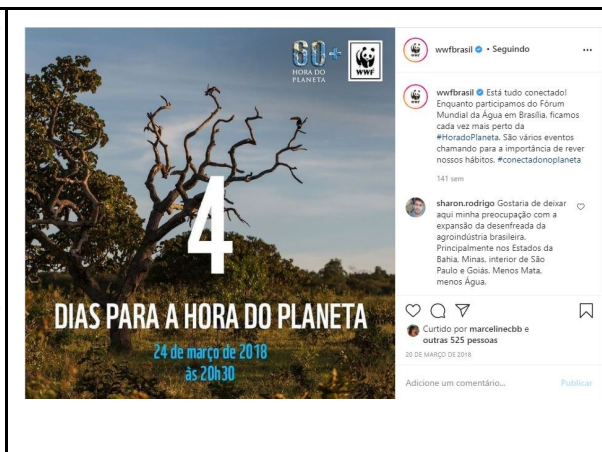 60+
HORA DO
PLANETA
WWF
4
DIAS PARA A HORA DO PLANETA
24 de março de 2018
às 20h30
wwfbrasil • Seguindo
wwfbrasil Está tudo conectado!
Enquanto participamos do Fórum
Mundial da Água em Brasília, ficamos
cada vez mais perto da
#HoradoPlaneta. São vários eventos
chamando para a importância de rever
nossos hábitos. #conectadonoplaneta
141 sem
sharon.rodrigo Gostaria de deixar
aqui minha preocupação com a
expansão da desenfreada da
agroindústria brasileira.
Principalmente nos Estados da
Bahia, Minas, interior de São
Paulo e Goiás. Menos Mata,
menos Água.
Curtido por marcelinecbb e
outras 525 pessoas
20 DE MARÇO DE 2018
Adicione um comentário... Publicar